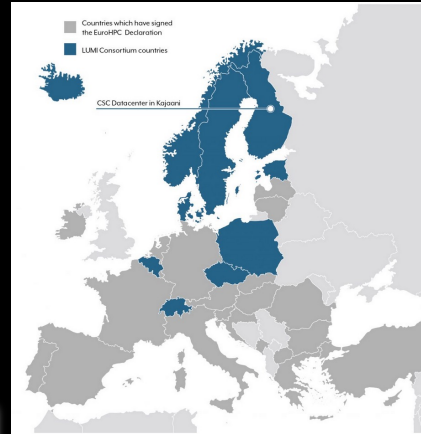 Countries which have signed
the EuroHPC Declaration
LUMI Consortium countries
CSC Datacenter in Kajaani